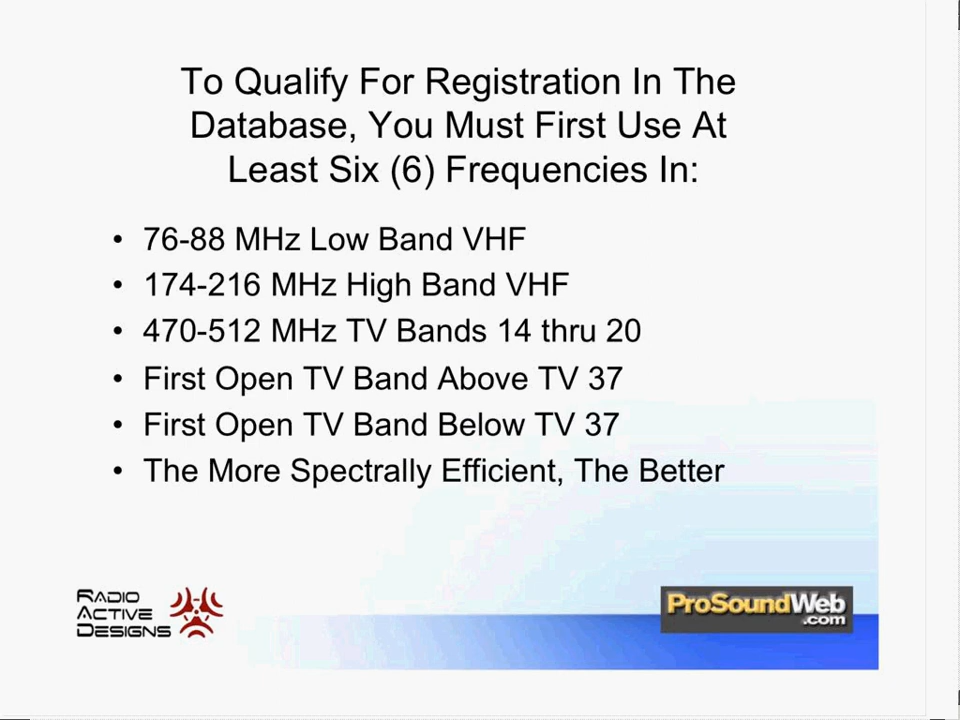 To Qualify For Registration In The
Database, You Must First Use At
Least Six (6) Frequencies In:
• 76-88 MHz Low Band VHF
• 174-216 MHz High Band VHF
• 470-512 MHz TV Bands 14 thru 20
• First Open TV Band Above TV 37
• First Open TV Band Below TV 37
• The More Spectrally Efficient, The Better
Radio
Active
Designs
ProSoundWeb
.com